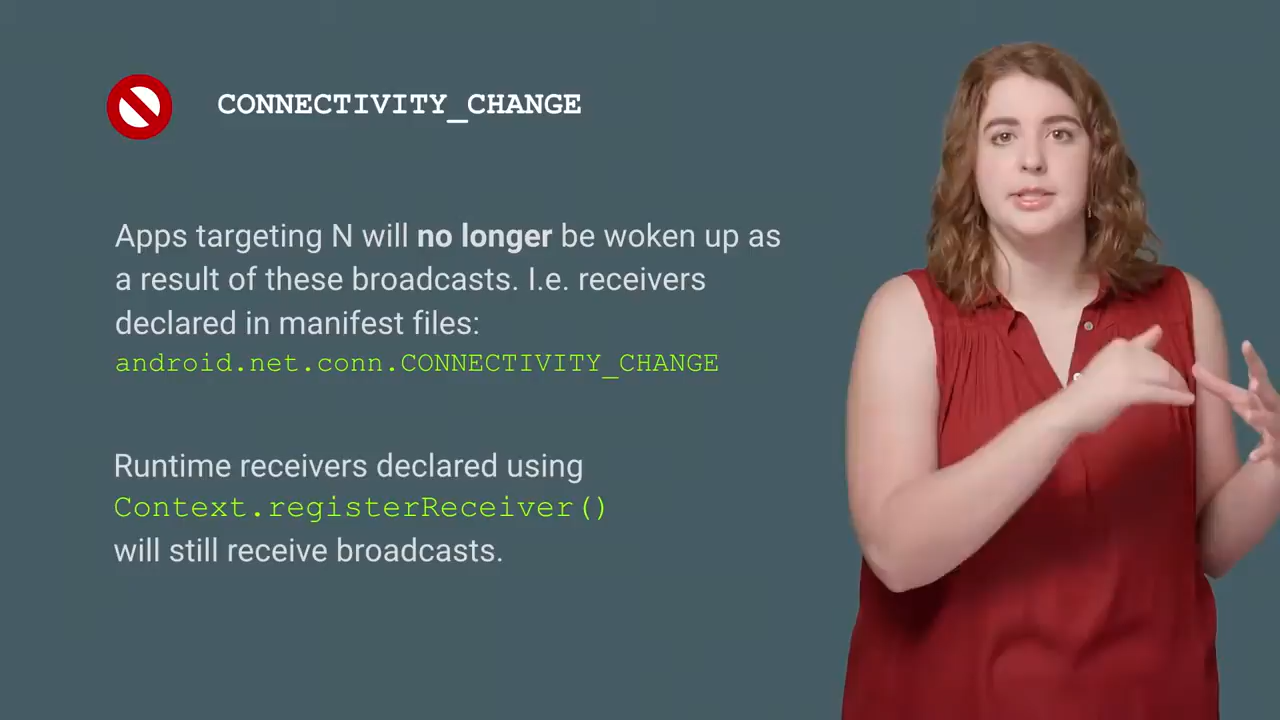 CONNECTIVITY_CHANGE
Apps targeting N will no longer be woken up as
a result of these broadcasts. I.e. receivers
declared in manifest files:
android.net.conn.CONNECTIVITY_CHANGE
Runtime receivers declared using
Context.registerReceiver()
will still receive broadcasts.